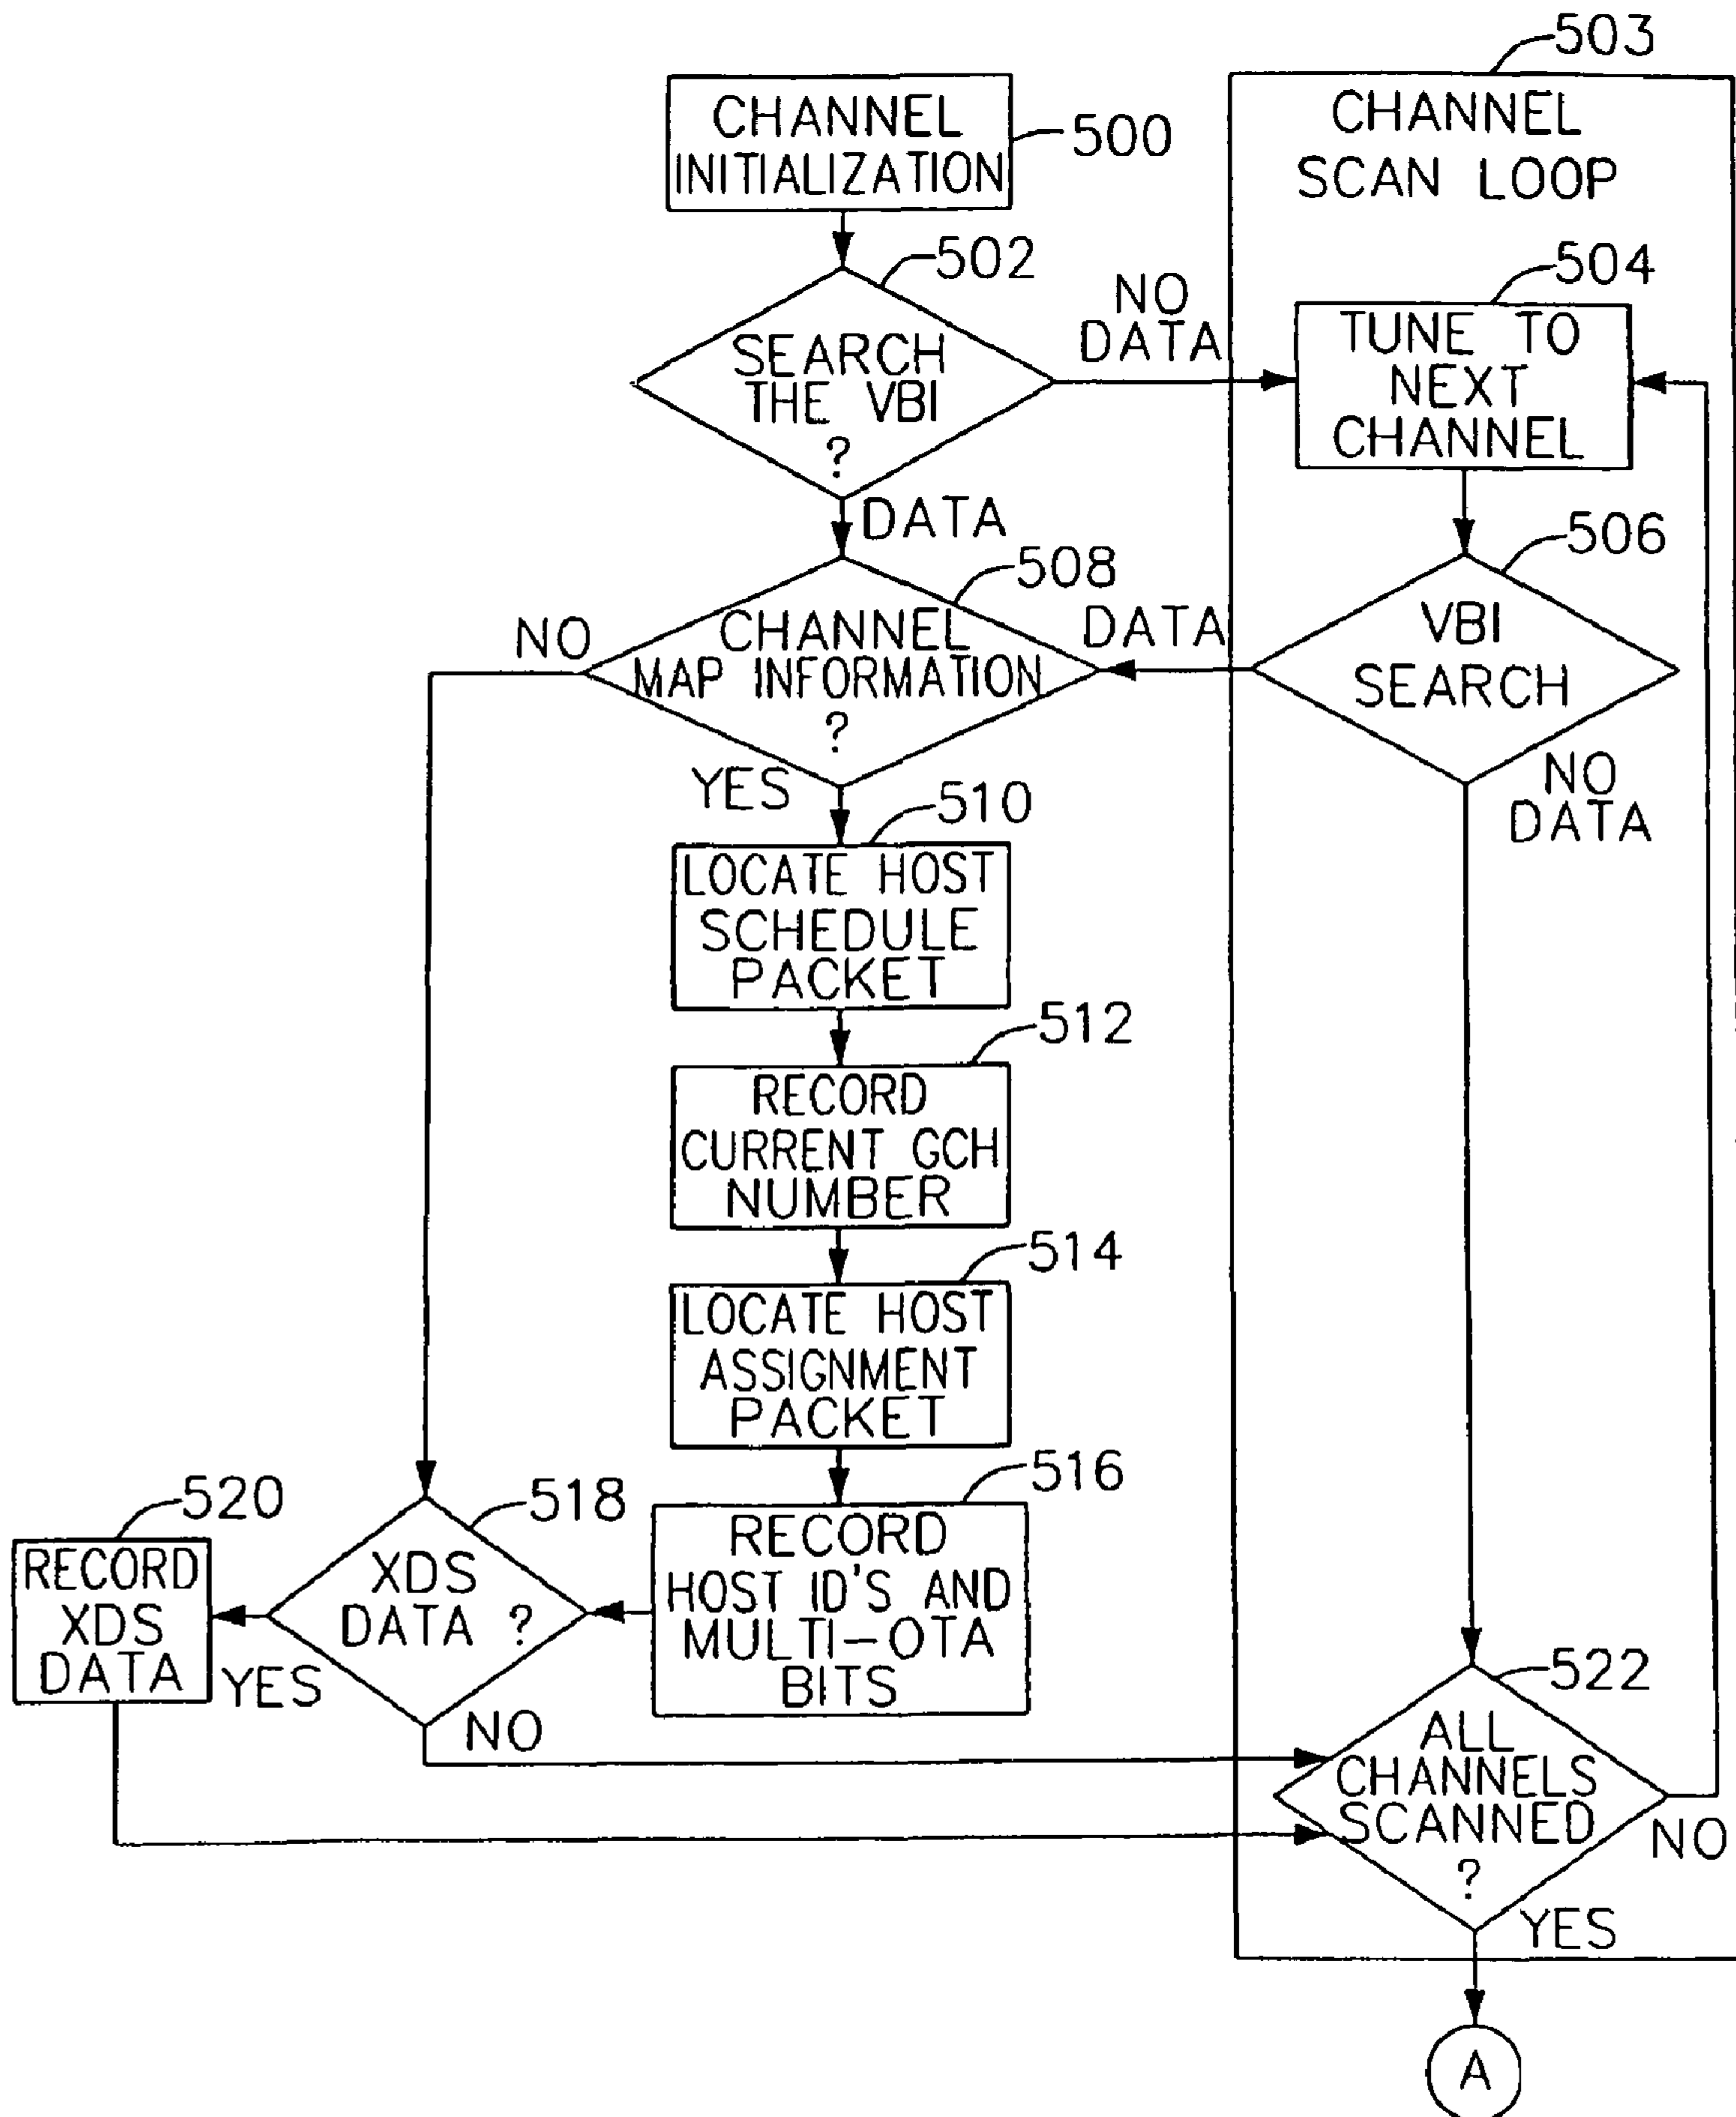 503
CHANNEL
INITIALIZATION
500
CHANNEL
SCAN LOOP
502
NO
DATA
504
SEARCH
THE VBI
?
TUNE TO
NEXT
CHANNEL
DATA
506
508
NO
CHANNEL
MAP INFORMATION
?
DATA
VBI
SEARCH
YES
NO
DATA
510
LOCATE HOST
SCHEDULE
PACKET
512
RECORD
CURRENT GCH
NUMBER
514
LOCATE HOST
ASSIGNMENT
PACKET
516
RECORD
HOST ID'S AND
MULTI-OTA
BITS
518
XDS
DATA ?
520
RECORD
XDS
DATA
YES
NO
522
ALL
CHANNELS
SCANNED
?
NO
YES
A